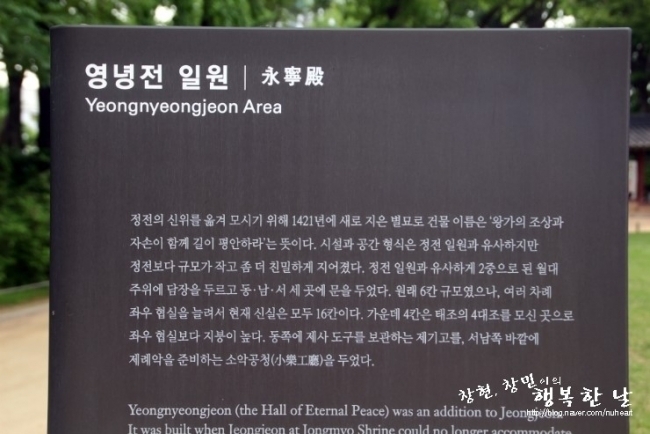 영녕전 일원 | 永寧殿
Yeongnyeongjeon Area
정전의 신위를 옮겨 모시기 위해 1421년에 새로 지은 별묘로 건물 이름은 ‘왕가의 조상과
자손이 함께 길이 평안하라’는 뜻이다. 시설과 공간 형식은 정전 일원과 유사하지만
정전보다 규모가 작고 좀 더 친밀하게 지어졌다. 정전 일원과 유사하게 2중으로 된 월대
주위에 담장을 두르고 동·남·서 세 곳에 문을 두었다. 원래 6칸 규모였으나, 여러 차례
좌우 협실을 늘려서 현재 신실은 모두 16칸이다. 가운데 4칸은 태조의 4대조를 모신 곳으로
좌우 협실보다 지붕이 높다. 동쪽에 제사 도구를 보관하는 제기고를, 서남쪽 바깥에
제례악을 준비하는 소악공청(小樂工廳)을 두었다.
창현, 창민이의 행복한 날
http://blog.naver.com/nuheart
Yeongnyeongjeon (the Hall of Eternal Peace) was an addition to Jeongjeon.
It was built when Jeongjeon at Jongmyo Shrine could no longer accommodate